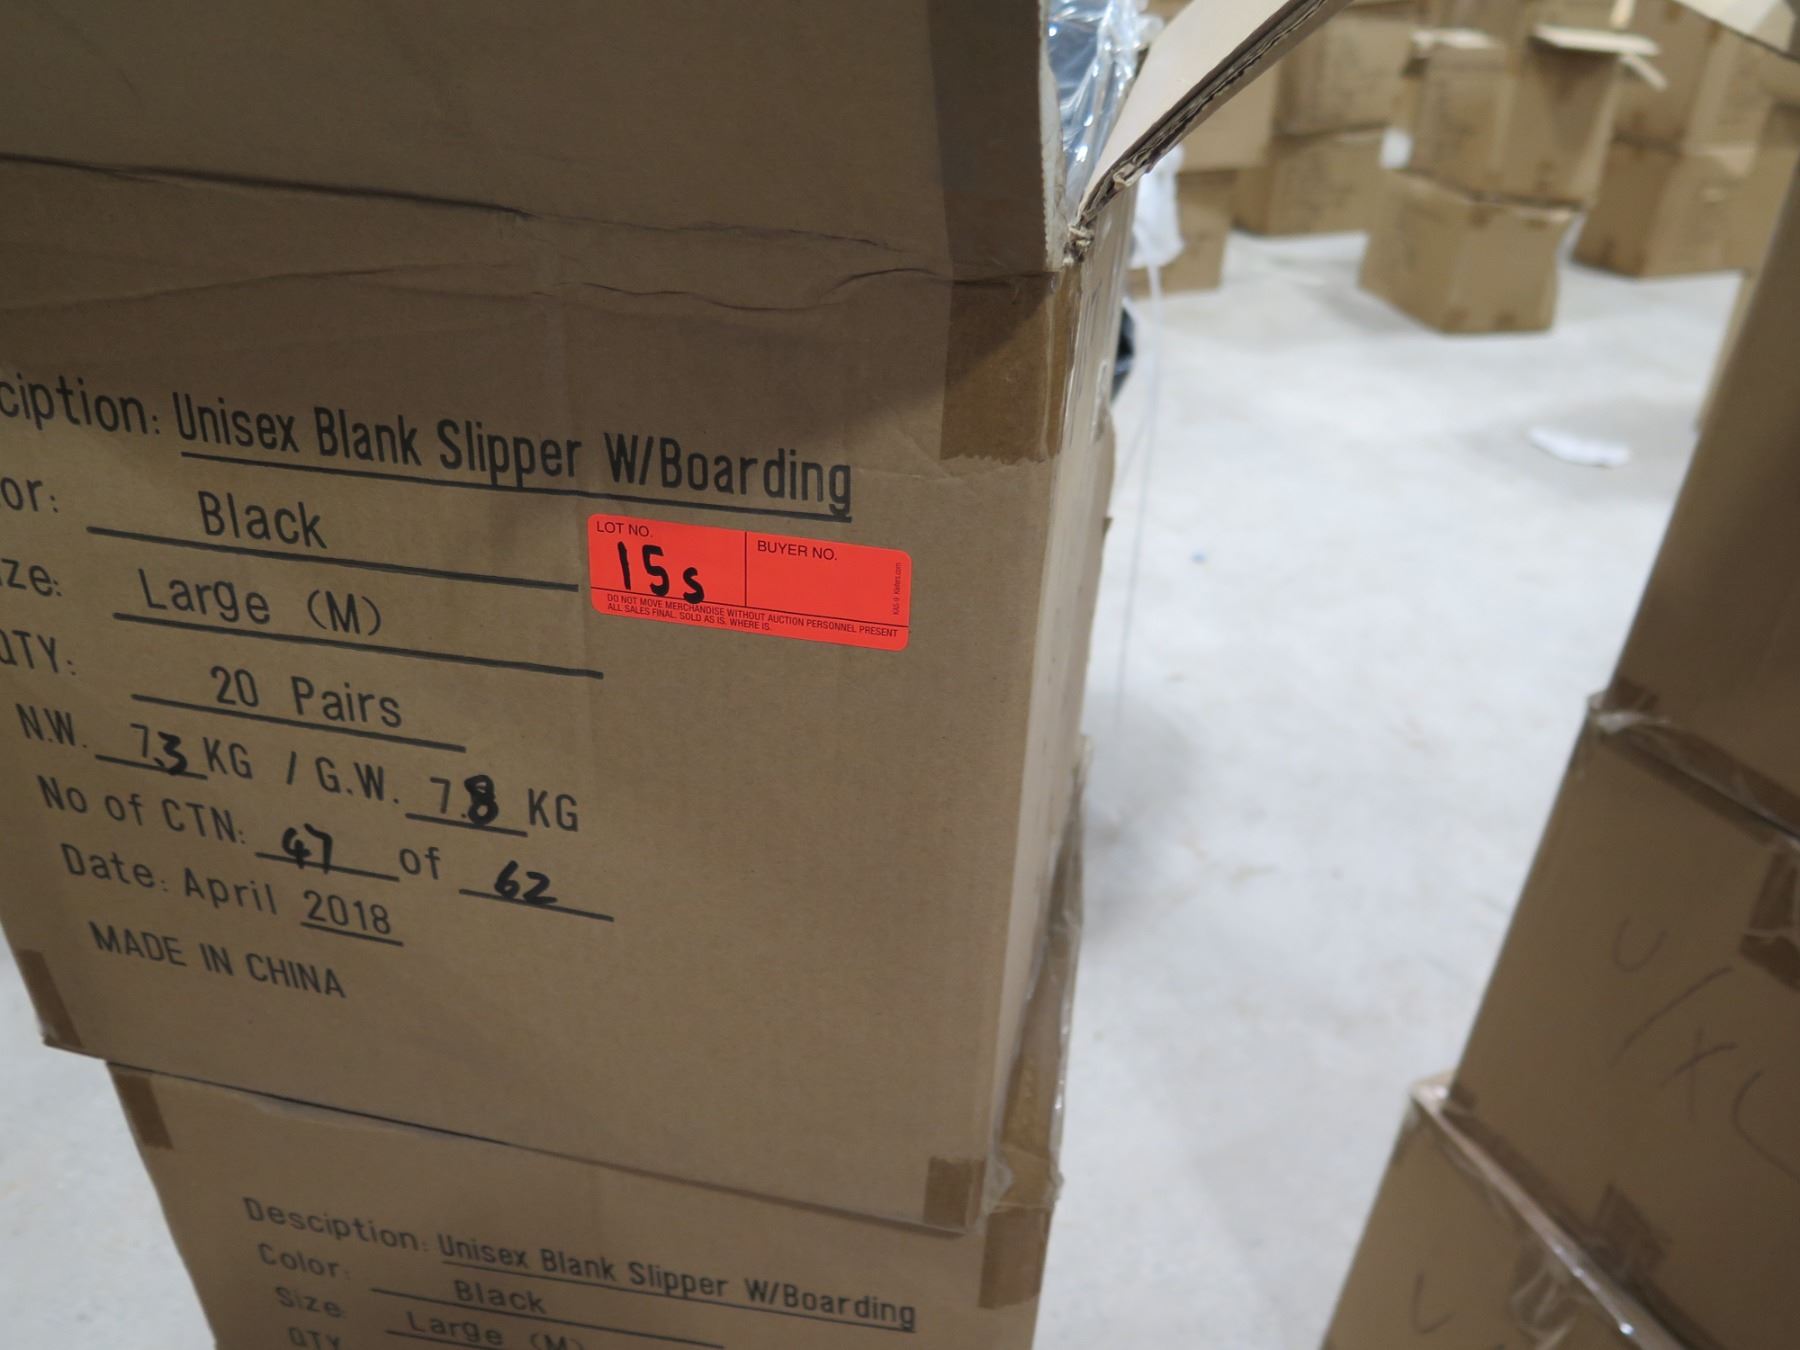 ciption: Unisex Blank Slipper W/Boarding
or: Black
ze: Large (M)
QTY: 20 Pairs
N.W. 7.3 KG / G.W. 7.8 KG
No of CTN: 47 of 62
Date: April 2018
MADE IN CHINA
LOT NO.
15s
BUYER NO.
DO NOT MOVE MERCHANDISE WITHOUT AUCTION PERSONNEL PRESENT
ALL SALES FINAL. SOLD AS IS. WHERE IS.
Desciption: Unisex Blank Slipper W/Boarding
Color: Black
Size: Large (M)
QTY